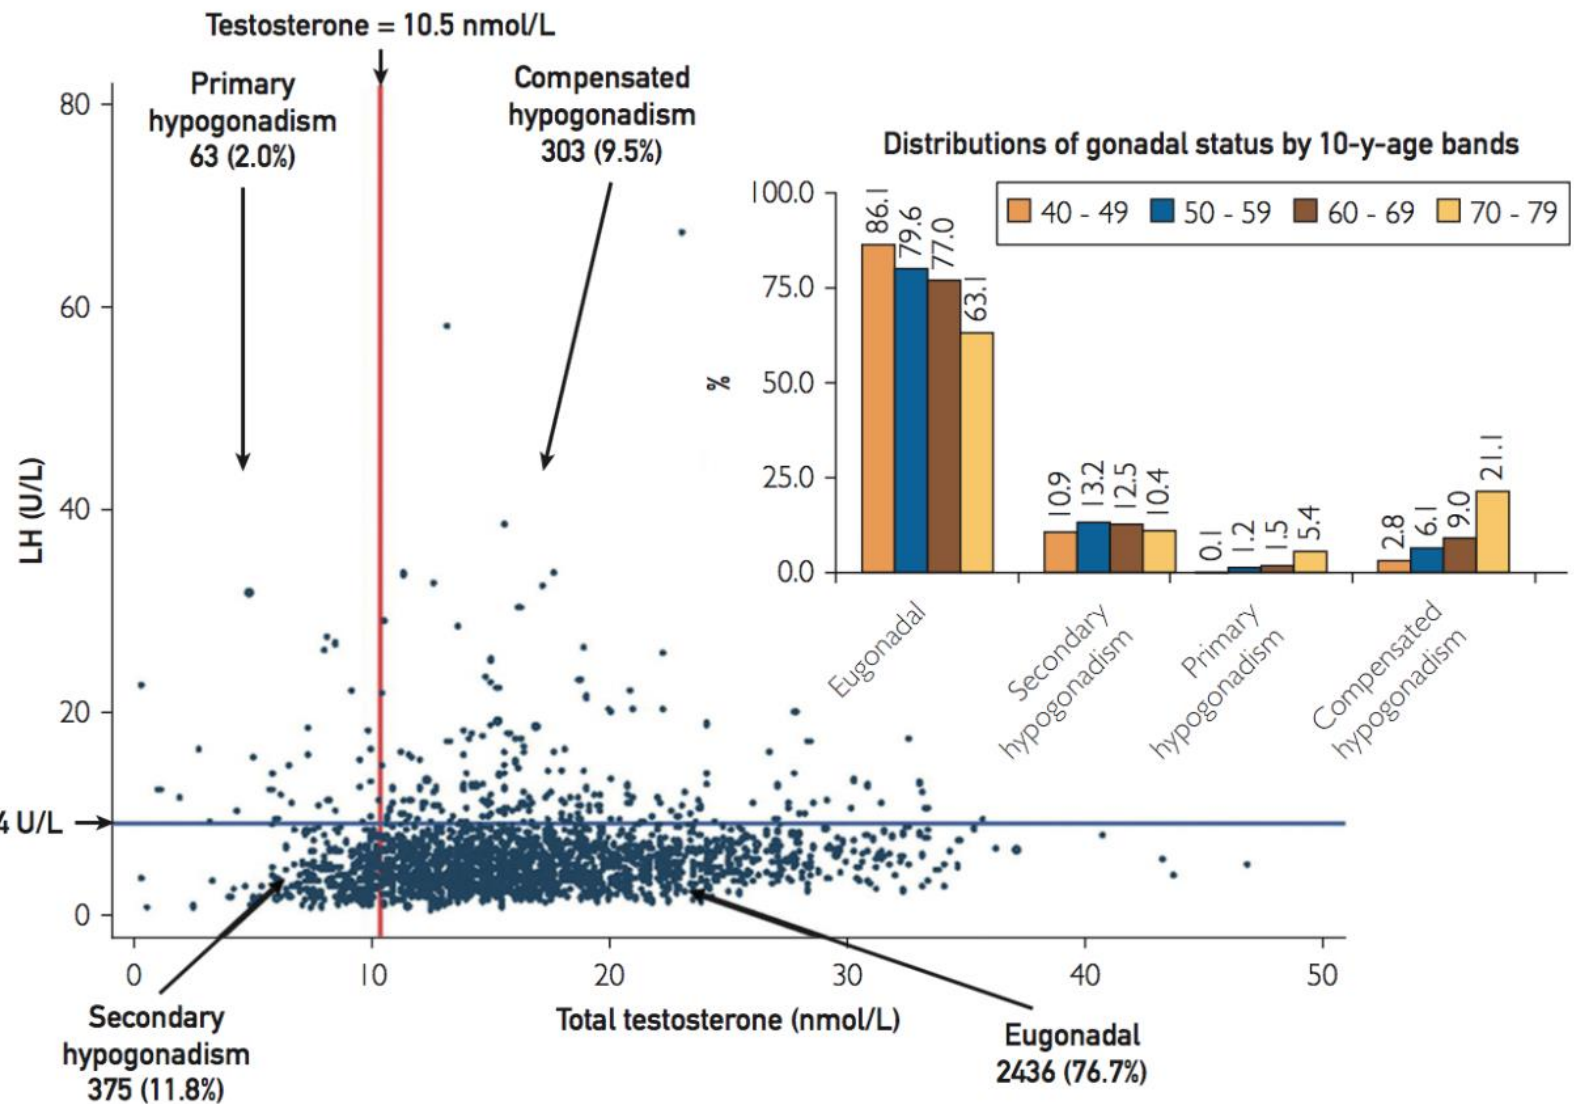 Testosterone = 10.5 nmol/L
Primary
hypogonadism
63 (2.0%)
Compensated
hypogonadism
303 (9.5%)
80
60
40
20
0
LH (U/L)
4 U/L
0
10
20
30
40
50
Total testosterone (nmol/L)
Secondary
hypogonadism
375 (11.8%)
Eugonadal
2436 (76.7%)
Distributions of gonadal status by 10-y-age bands
40 - 49
50 - 59
60 - 69
70 - 79
100.0
75.0
50.0
25.0
0.0
%
86.1
79.6
77.0
63.1
10.9
13.2
12.5
10.4
0.1
1.2
1.5
5.4
2.8
6.1
9.0
21.1
Eugonadal
Secondary
hypogonadism
Primary
hypogonadism
Compensated
hypogonadism